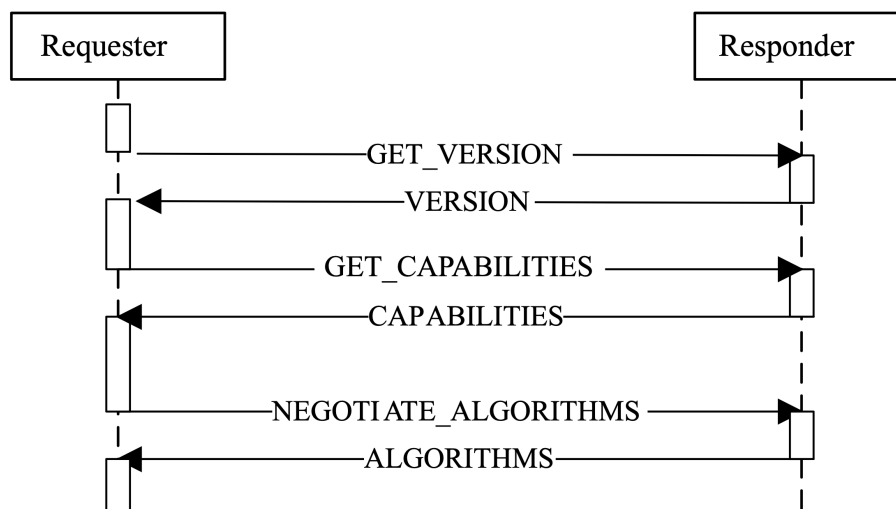 Requester
Responder
GET_VERSION
VERSION
GET_CAPABILITIES
CAPABILITIES
NEGOTIATE_ALGORITHMS
ALGORITHMS